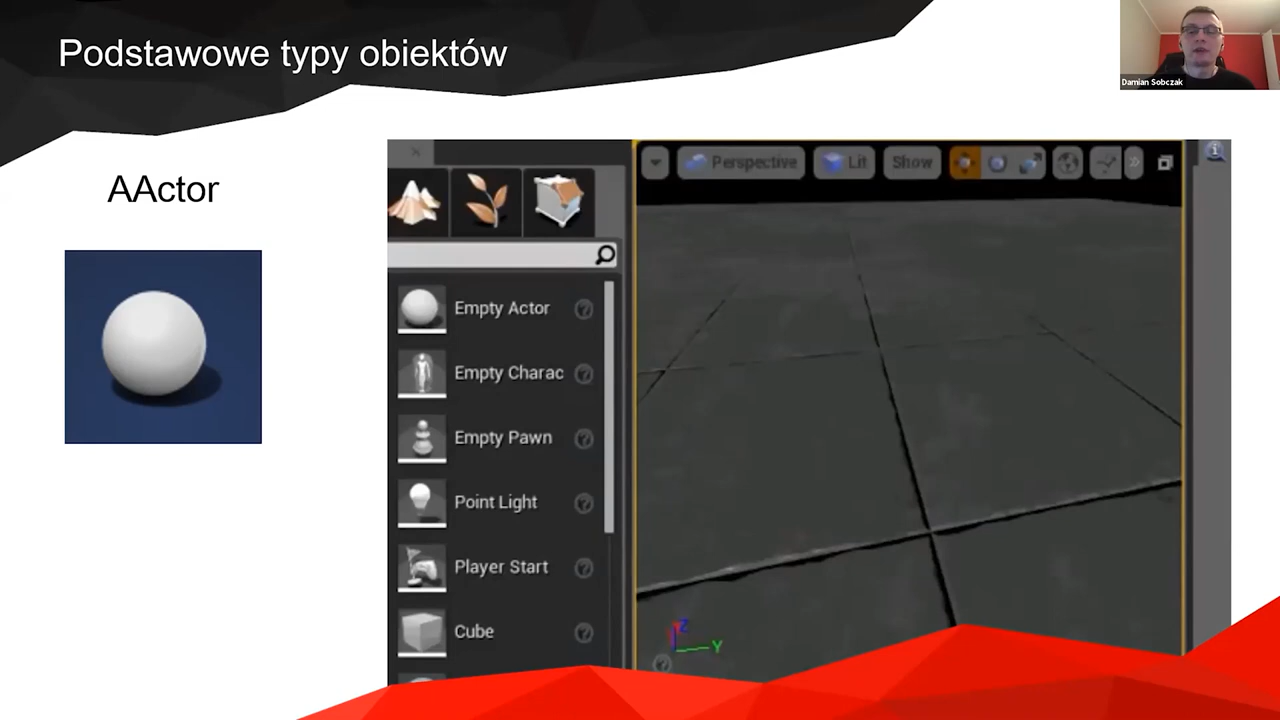 Podstawowe typy obiektów
Damian Sobczak
AActor
Perspective
Lit
Show
Empty Actor
Empty Charac
Empty Pawn
Point Light
Player Start
Cube
Z
Y